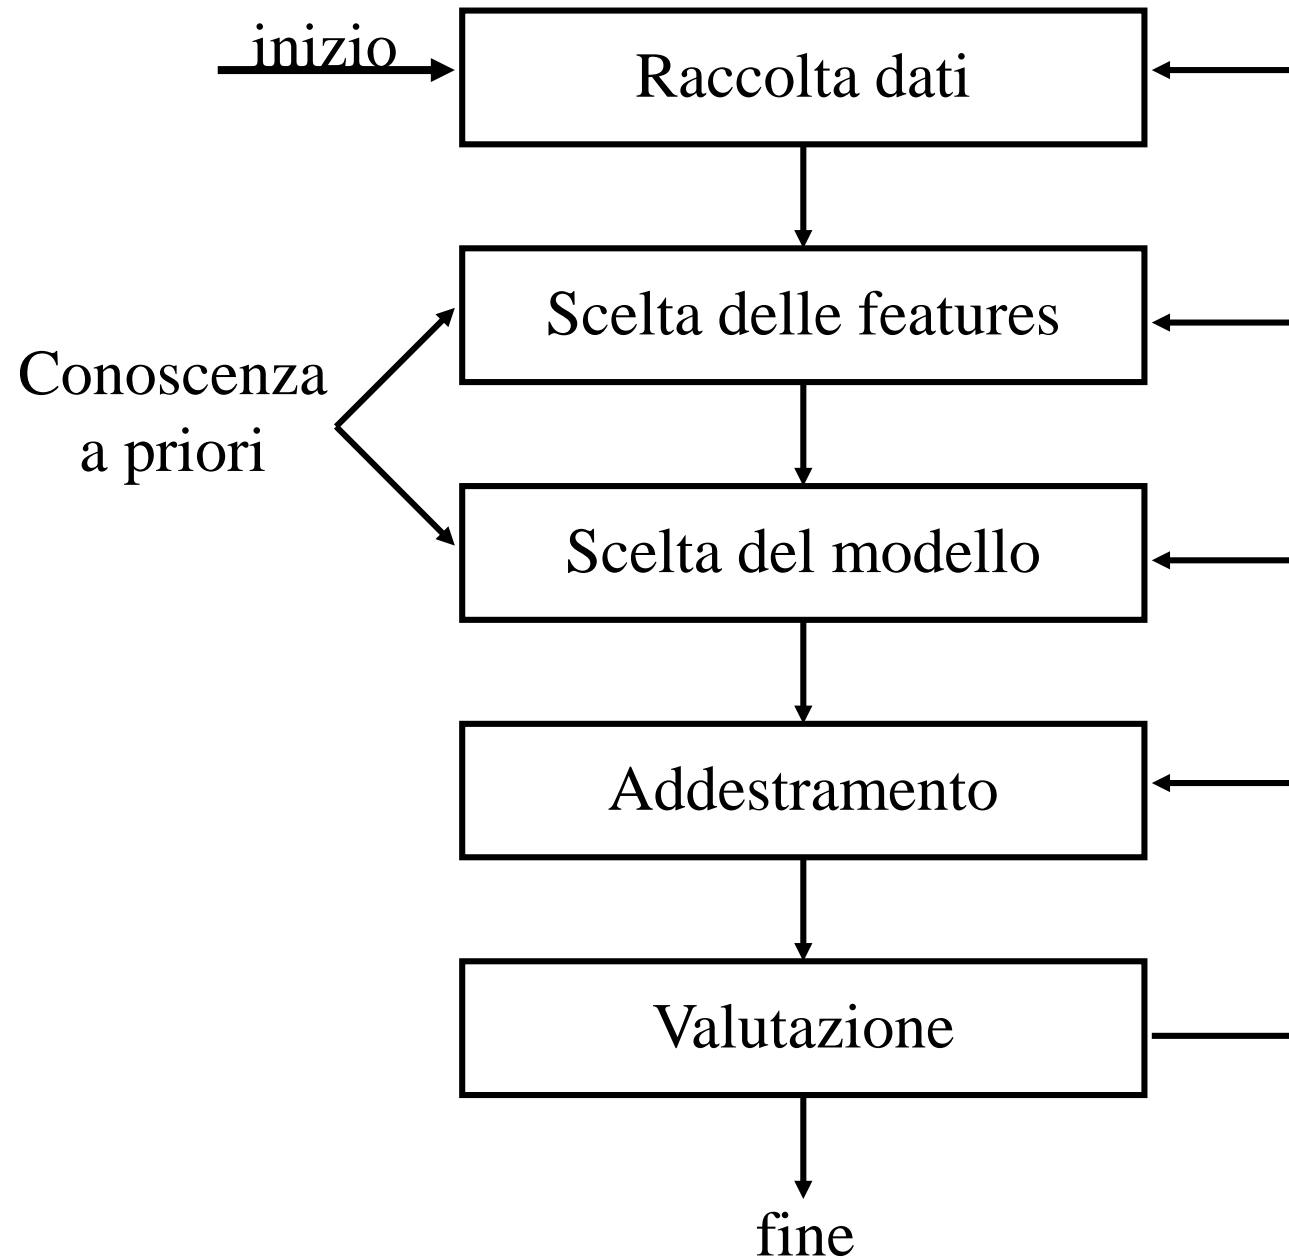 inizio
Raccolta dati
Scelta delle features
Conoscenza
a priori
Scelta del modello
Addestramento
Valutazione
fine